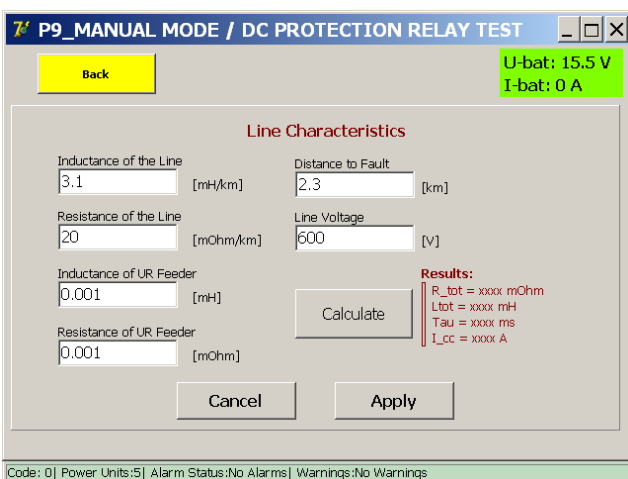 P9_MANUAL MODE / DC PROTECTION RELAY TEST
Back
U-bat: 15.5 V
I-bat: 0 A
Line Characteristics
Inductance of the Line
3.1 [mH/km]
Distance to Fault
2.3 [km]
Resistance of the Line
20 [mOhm/km]
Line Voltage
600 [V]
Inductance of UR Feeder
0.001 [mH]
Resistance of UR Feeder
0.001 [mOhm]
Calculate
Results:
R_tot = xxxx mOhm
Ltot = xxxx mH
Tau = xxxx ms
I_cc = xxxx A
Cancel
Apply
Code: 0| Power Units:5| Alarm Status:No Alarms| Warnings:No Warnings